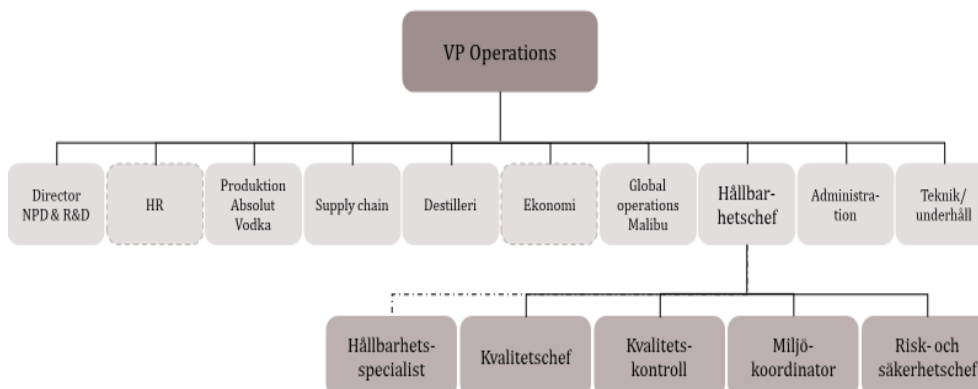 VP Operations
Director
NPD & R&D
HR
Produktion
Absolut
Vodka
Supply chain
Destilleri
Ekonomi
Global
operations
Malibu
Hållbar-
hetschef
Administra-
tion
Teknik/
underhåll
Hållbarhets-
specialist
Kvalitetschef
Kvalitets-
kontroll
Miljö-
koordinator
Risk- och
säkerhetschef